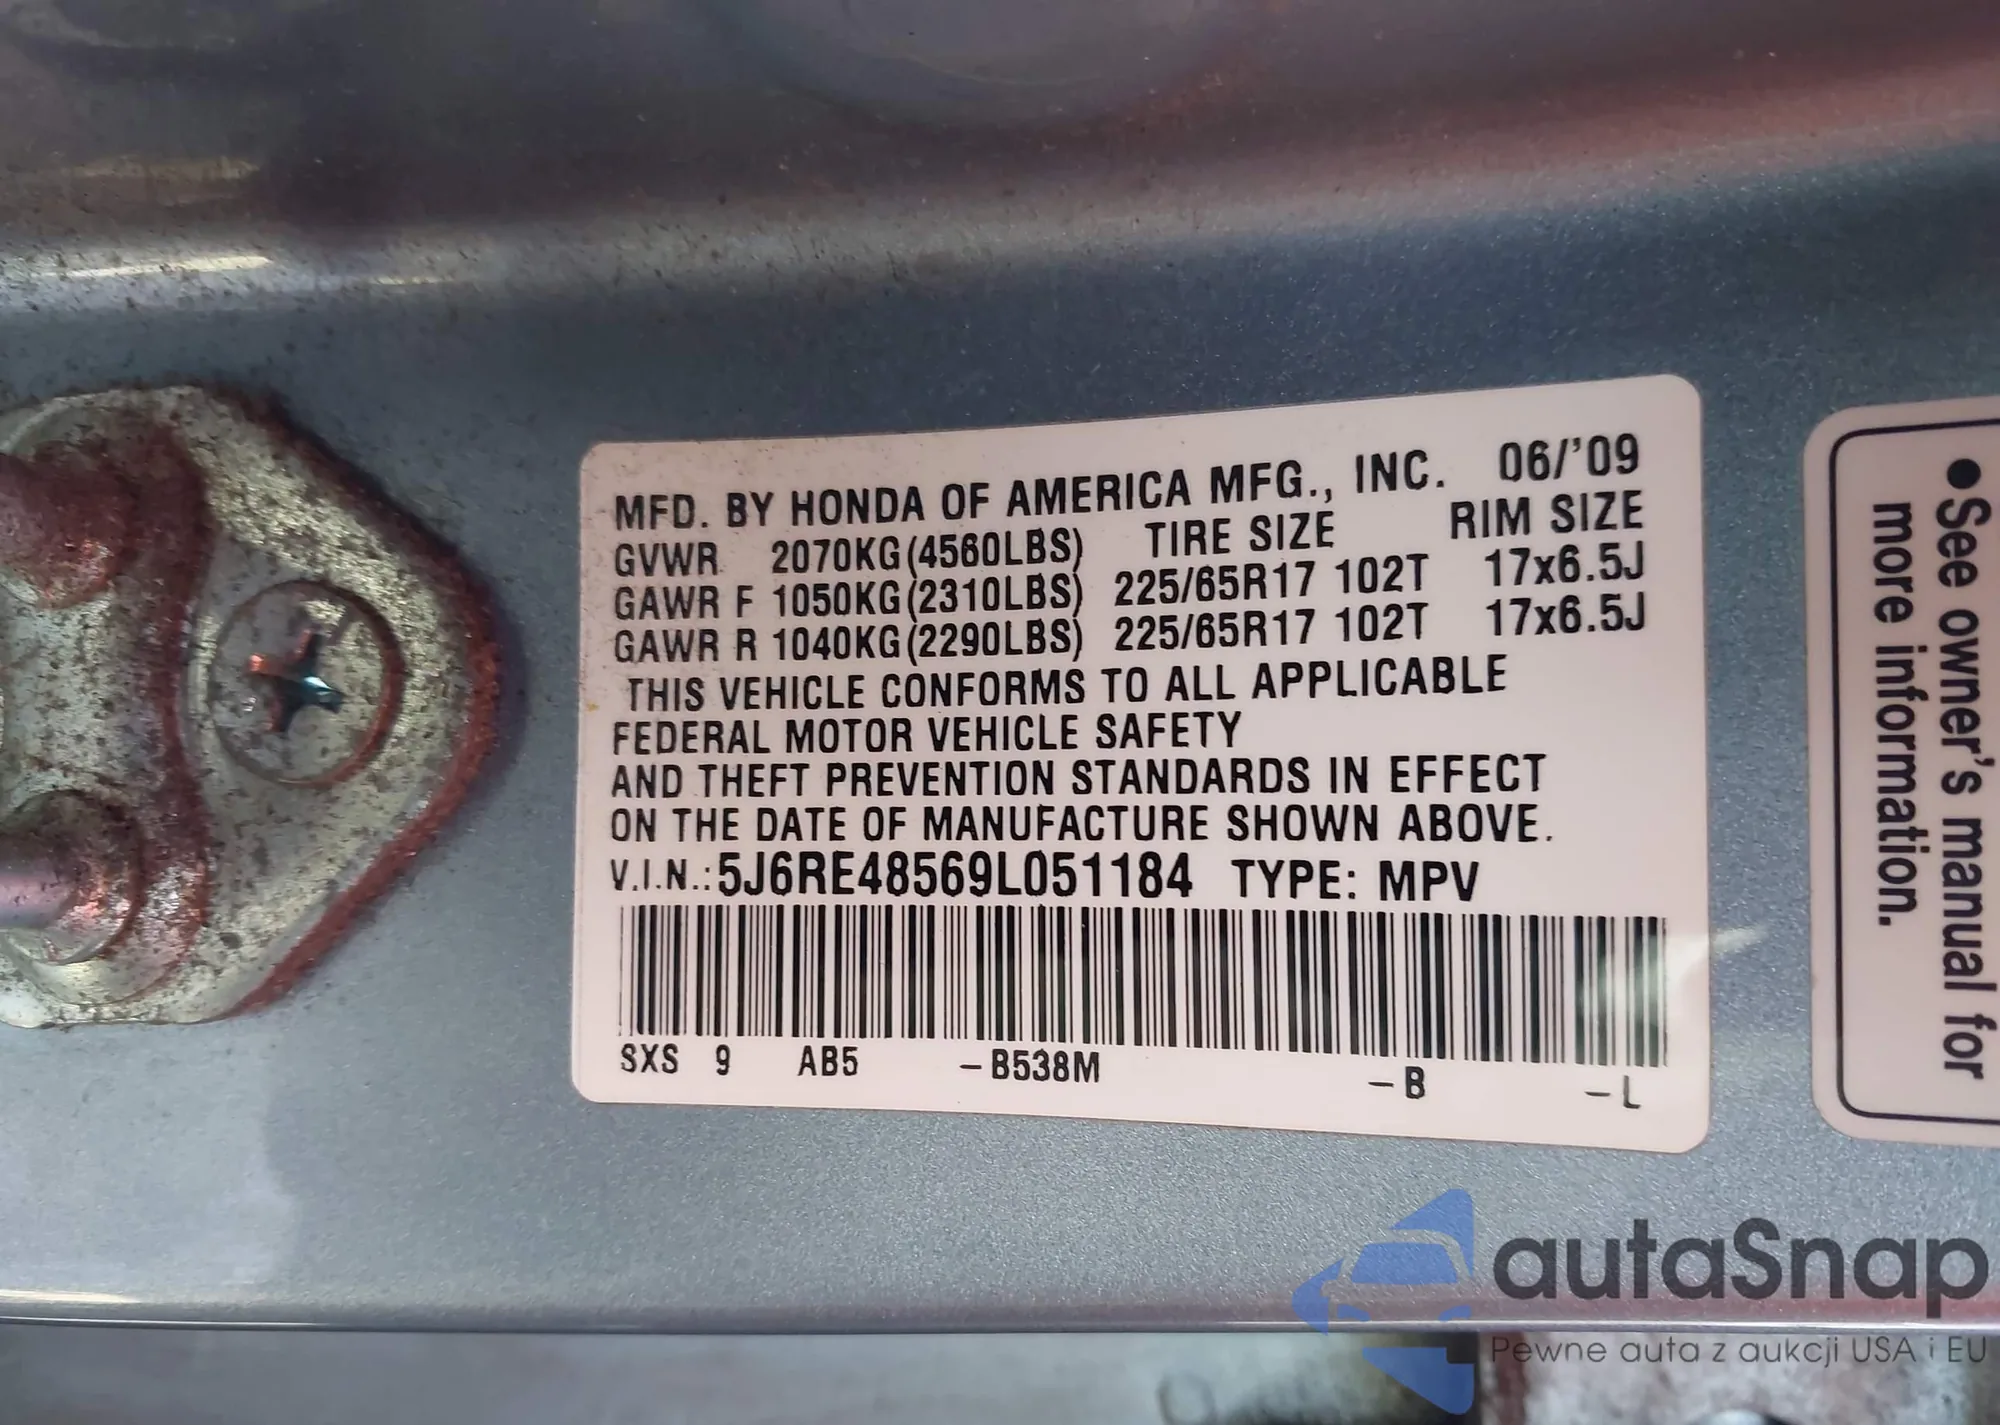 MFD. BY HONDA OF AMERICA MFG., INC. 06/'09
GVWR 2070KG(4560LBS) TIRE SIZE RIM SIZE
GAWR F 1050KG(2310LBS) 225/65R17 102T 17x6.5J
GAWR R 1040KG(2290LBS) 225/65R17 102T 17x6.5J
THIS VEHICLE CONFORMS TO ALL APPLICABLE
FEDERAL MOTOR VEHICLE SAFETY
AND THEFT PREVENTION STANDARDS IN EFFECT
ON THE DATE OF MANUFACTURE SHOWN ABOVE.
V.I.N.: 5J6RE48569L051184 TYPE: MPV
SXS 9 AB5 –B538M –B –L
●See owner's manual for
more information.
autaSnap
Pewne auta z aukcji USA i EU